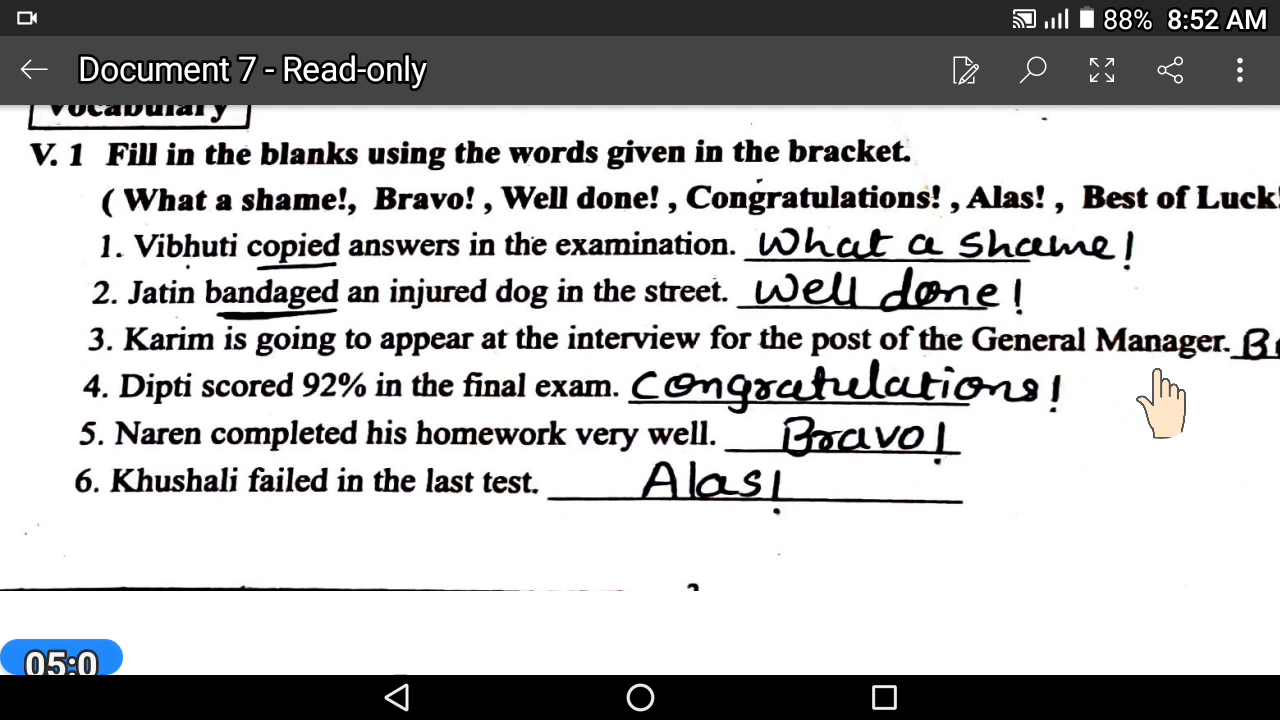 88% 8:52 AM
Document 7 - Read-only
Vocabulary
V. 1 Fill in the blanks using the words given in the bracket.
( What a shame!, Bravo! , Well done! , Congratulations! , Alas! , Best of Luck!
1. Vibhuti copied answers in the examination. What a shame!
2. Jatin bandaged an injured dog in the street. Well done!
3. Karim is going to appear at the interview for the post of the General Manager.
4. Dipti scored 92% in the final exam. Congratulations!
5. Naren completed his homework very well. Bravo!
6. Khushali failed in the last test. Alas!
05:0